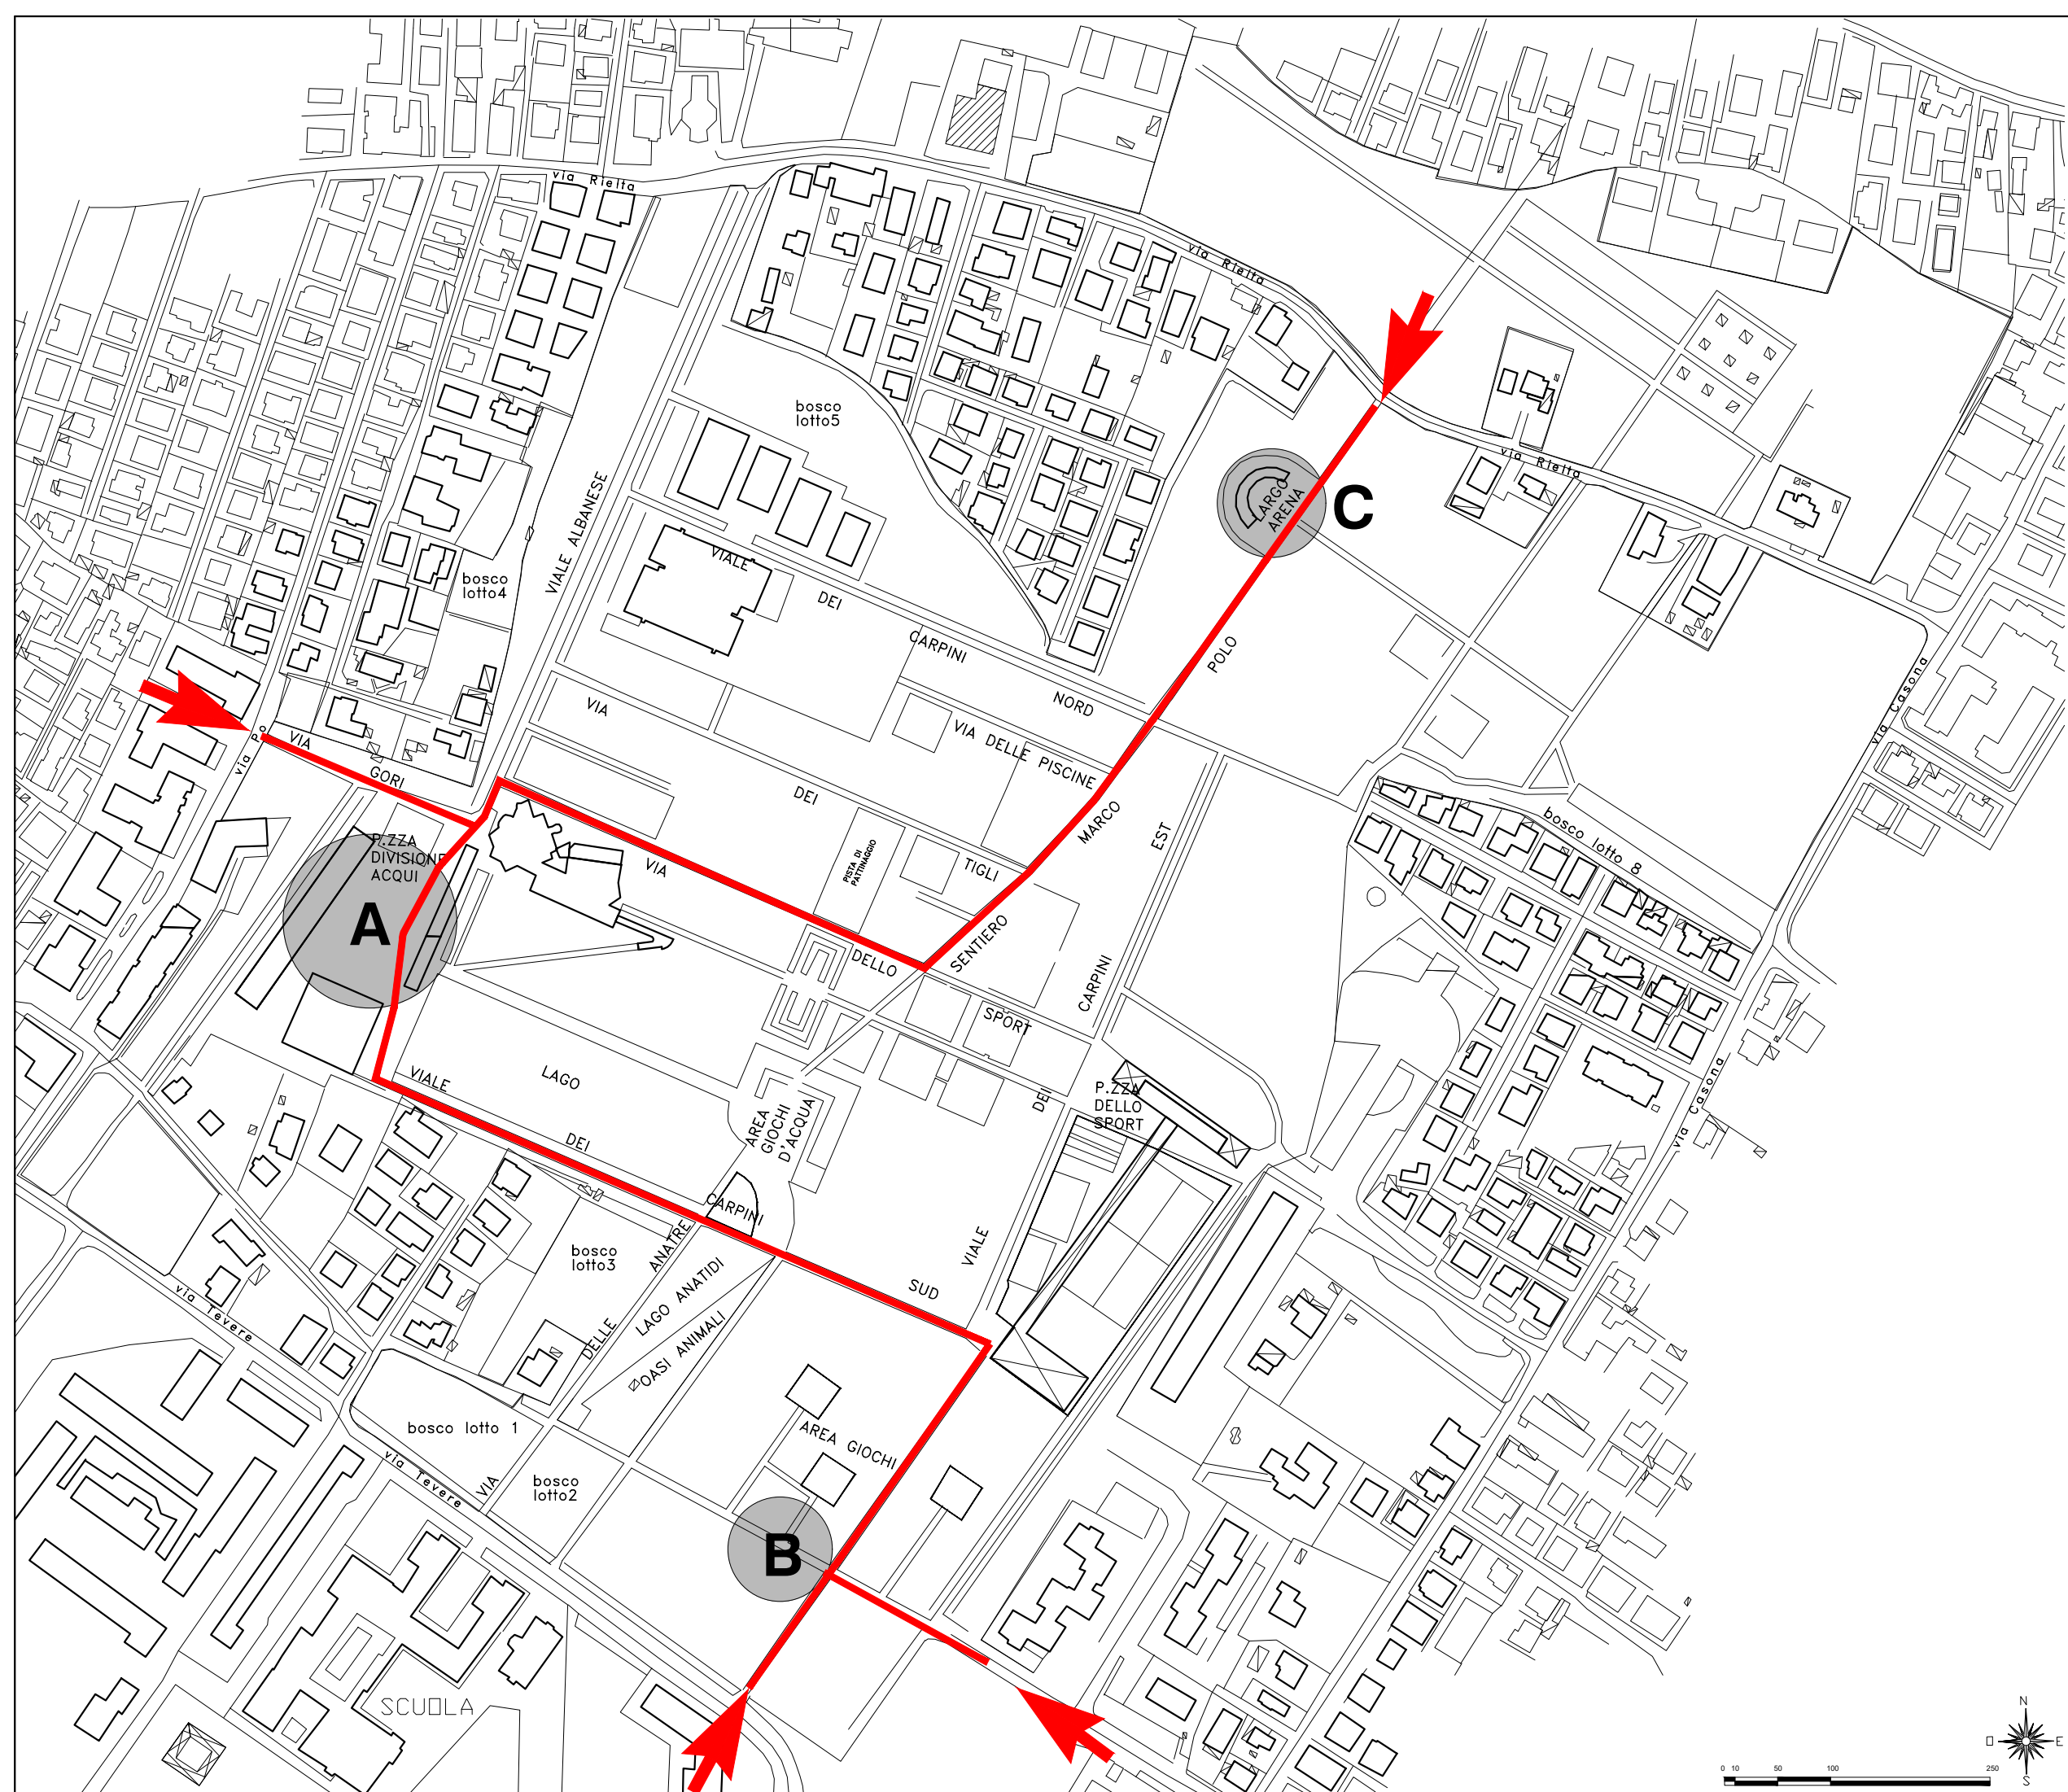 via Rielta
via Rielta
bosco
lotto5
VIALE ALBANESE
LARGO
ARENA
C
via Rielta
bosco
lotto4
VIALE
DEI
CARPINI
NORD
POLO
via Casona
via Po
VIA
GORI
VIA
DEI
TIGLI
VIA DELLE PISCINE
MARCO
SENTIERO
EST
CARPINI
DEI
VIALE
bosco lotto 8
P.ZZA
DIVISIONE
ACQUI
A
VIA
DELLO
SPORT
PISTA DI
PATTINAGGIO
LAGO
AREA
GIOCHI
D'ACQUA
P.ZZA
DELLO
SPORT
via Casona
VIALE
DEI
CARPINI
SUD
bosco
lotto3
VIA
DELLE
ANATRE
LAGO ANATIDI
OASI ANIMALI
via Tevere
bosco lotto 1
AREA GIOCHI
via Tevere
bosco
lotto2
B
SCUOLA
N
O
E
S
0 10 50 100 250